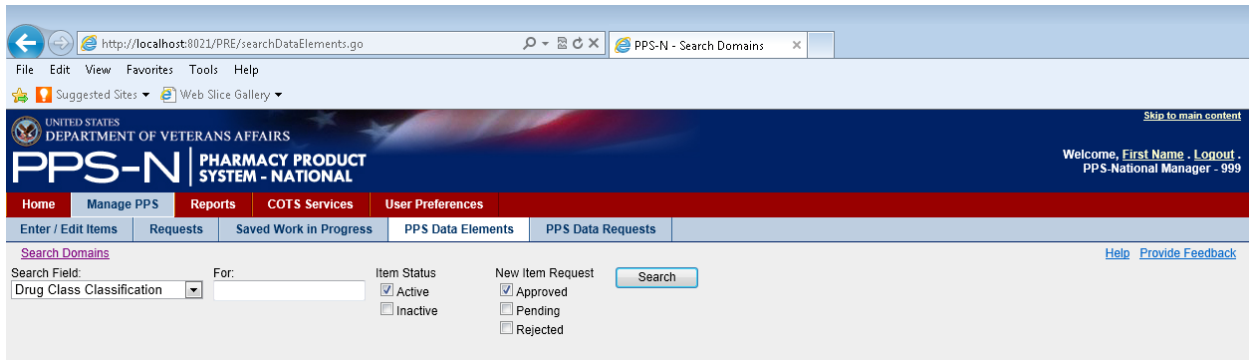 http://localhost:8021/PRE/searchDataElements.go PPS-N - Search Domains
File Edit View Favorites Tools Help
Suggested Sites Web Slice Gallery
Skip to main content
UNITED STATES
DEPARTMENT OF VETERANS AFFAIRS
PPS-N PHARMACY PRODUCT
SYSTEM - NATIONAL
Welcome, First Name . Logout .
PPS-National Manager - 999
Home Manage PPS Reports COTS Services User Preferences
Enter / Edit Items Requests Saved Work in Progress PPS Data Elements PPS Data Requests
Search Domains Help Provide Feedback
Search Field: For: Item Status New Item Request
Drug Class Classification Active Approved Search
Inactive Pending
Rejected